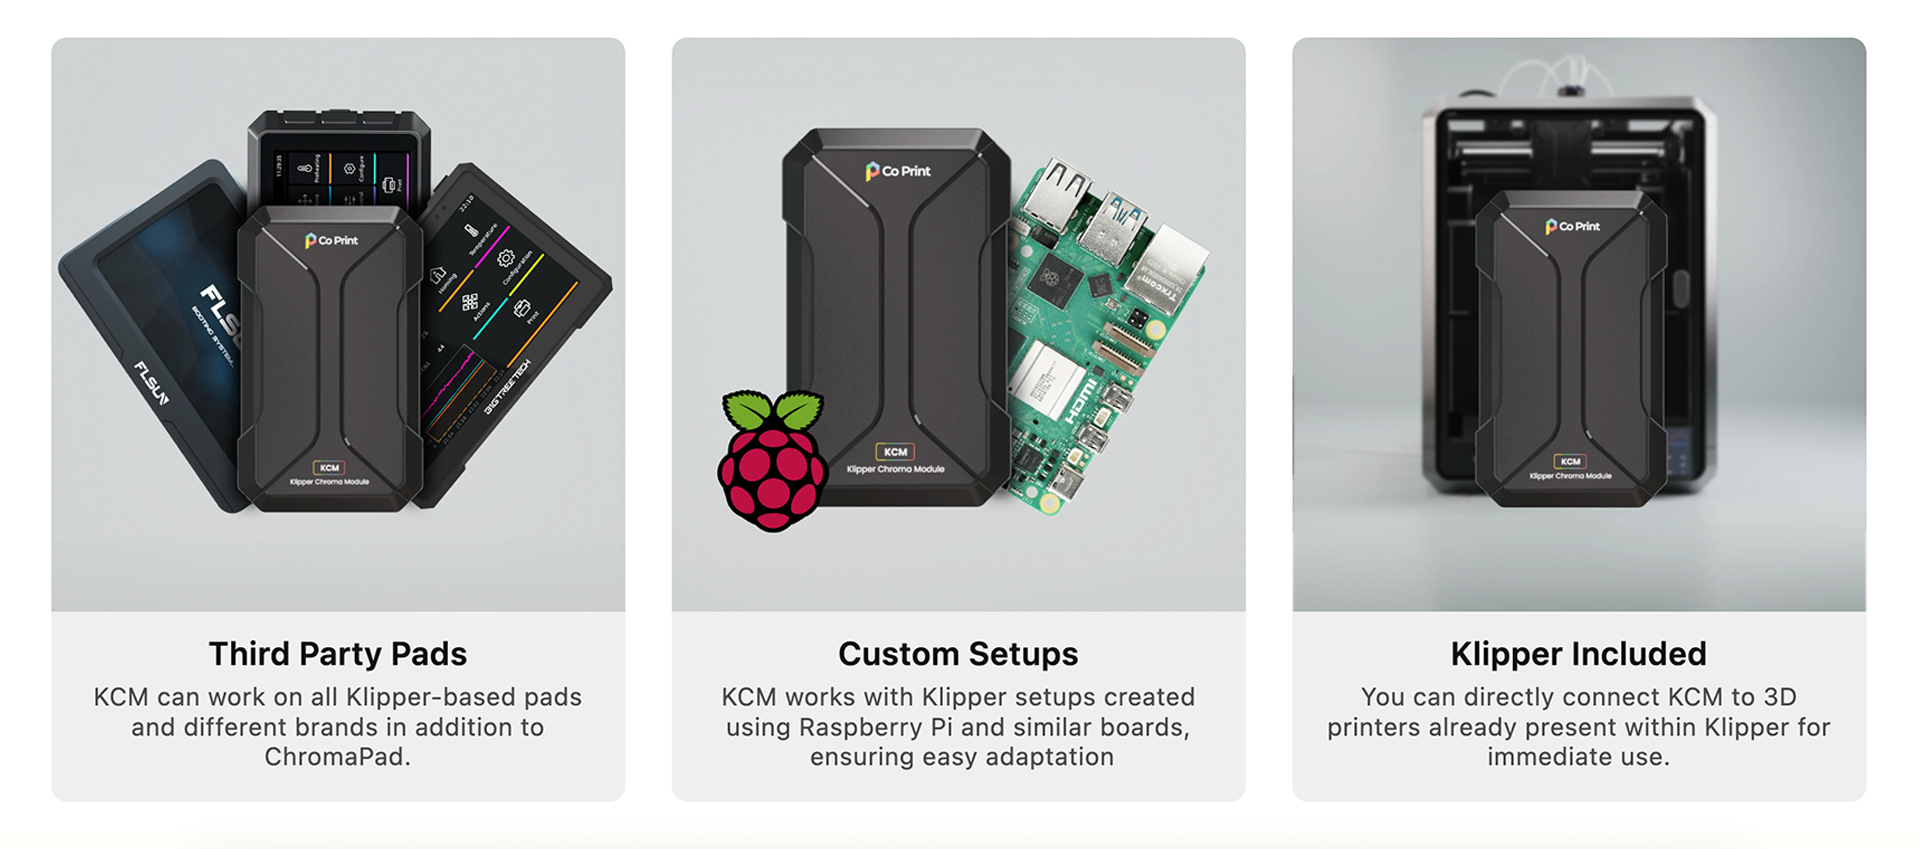 11:29:25
Preheating
Configure
Print
FLSUN
BOOTING SYSTEM...
FLSUN
22:10
Homing
Temperature
Actions
Configuration
Print
BIGTREETECH
Co Print
KCM
Klipper Chroma Module
Co Print
KCM
Klipper Chroma Module
Trxcom
HDMI
Co Print
KCM
Klipper Chroma Module
Third Party Pads
KCM can work on all Klipper-based pads
and different brands in addition to
ChromaPad.
Custom Setups
KCM works with Klipper setups created
using Raspberry Pi and similar boards,
ensuring easy adaptation
Klipper Included
You can directly connect KCM to 3D
printers already present within Klipper for
immediate use.